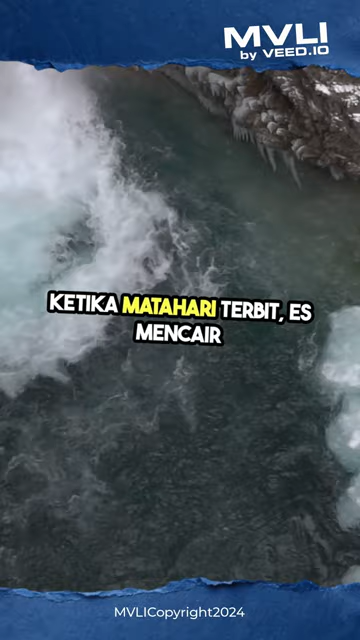 MVLI
by VEED.IO
KETIKA MATAHARI TERBIT, ES
MENCAIR
MVLICopyright2024